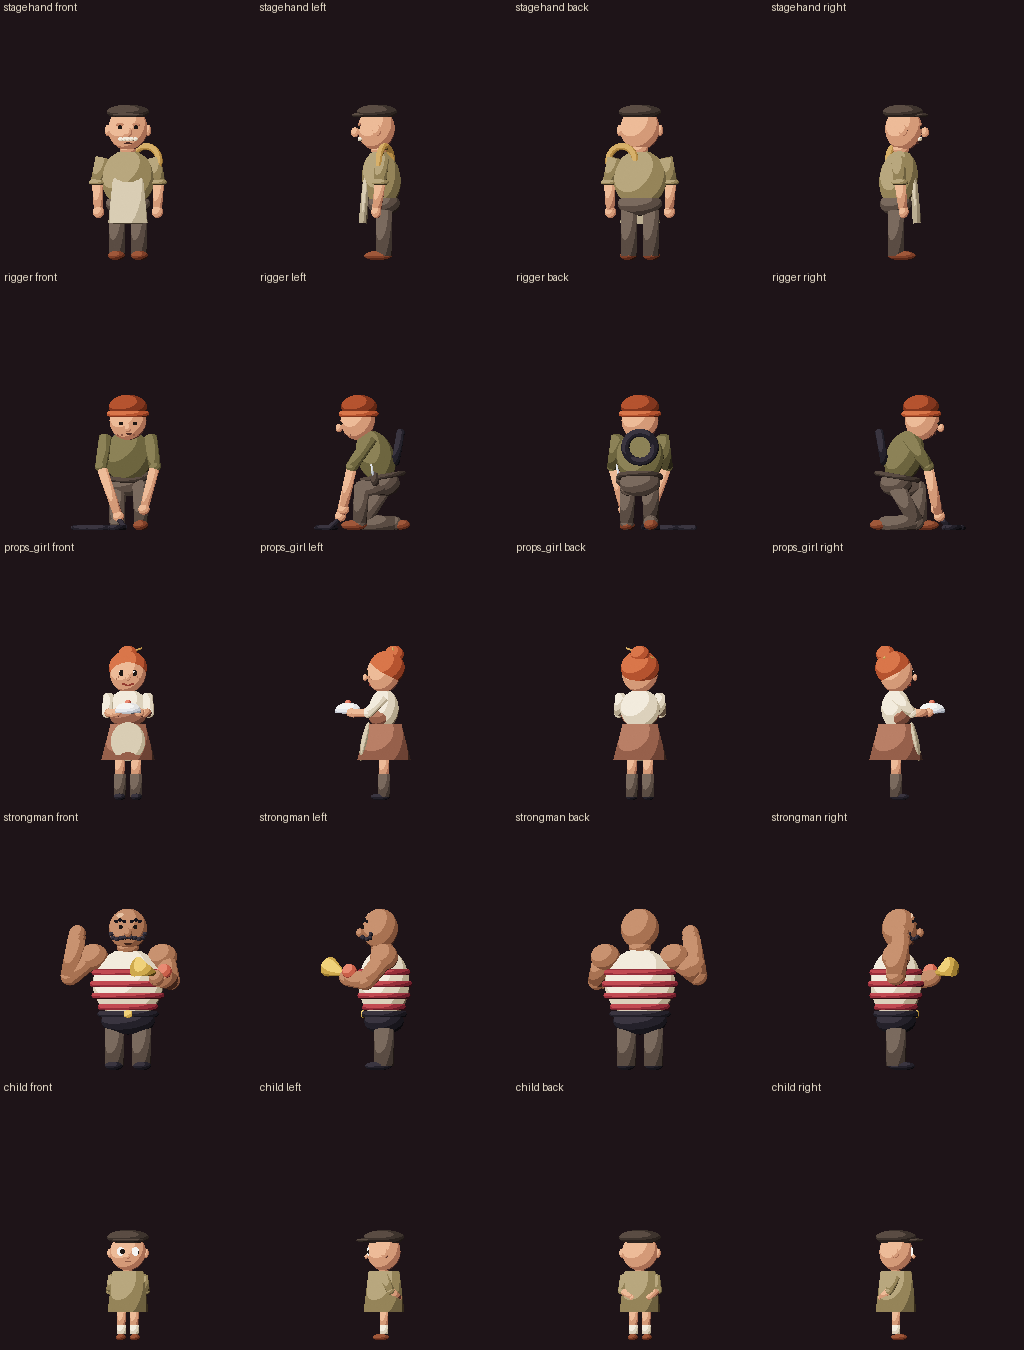 stagehand front
stagehand left
stagehand back
stagehand right
rigger front
rigger left
rigger back
rigger right
props_girl front
props_girl left
props_girl back
props_girl right
strongman front
strongman left
strongman back
strongman right
child front
child left
child back
child right